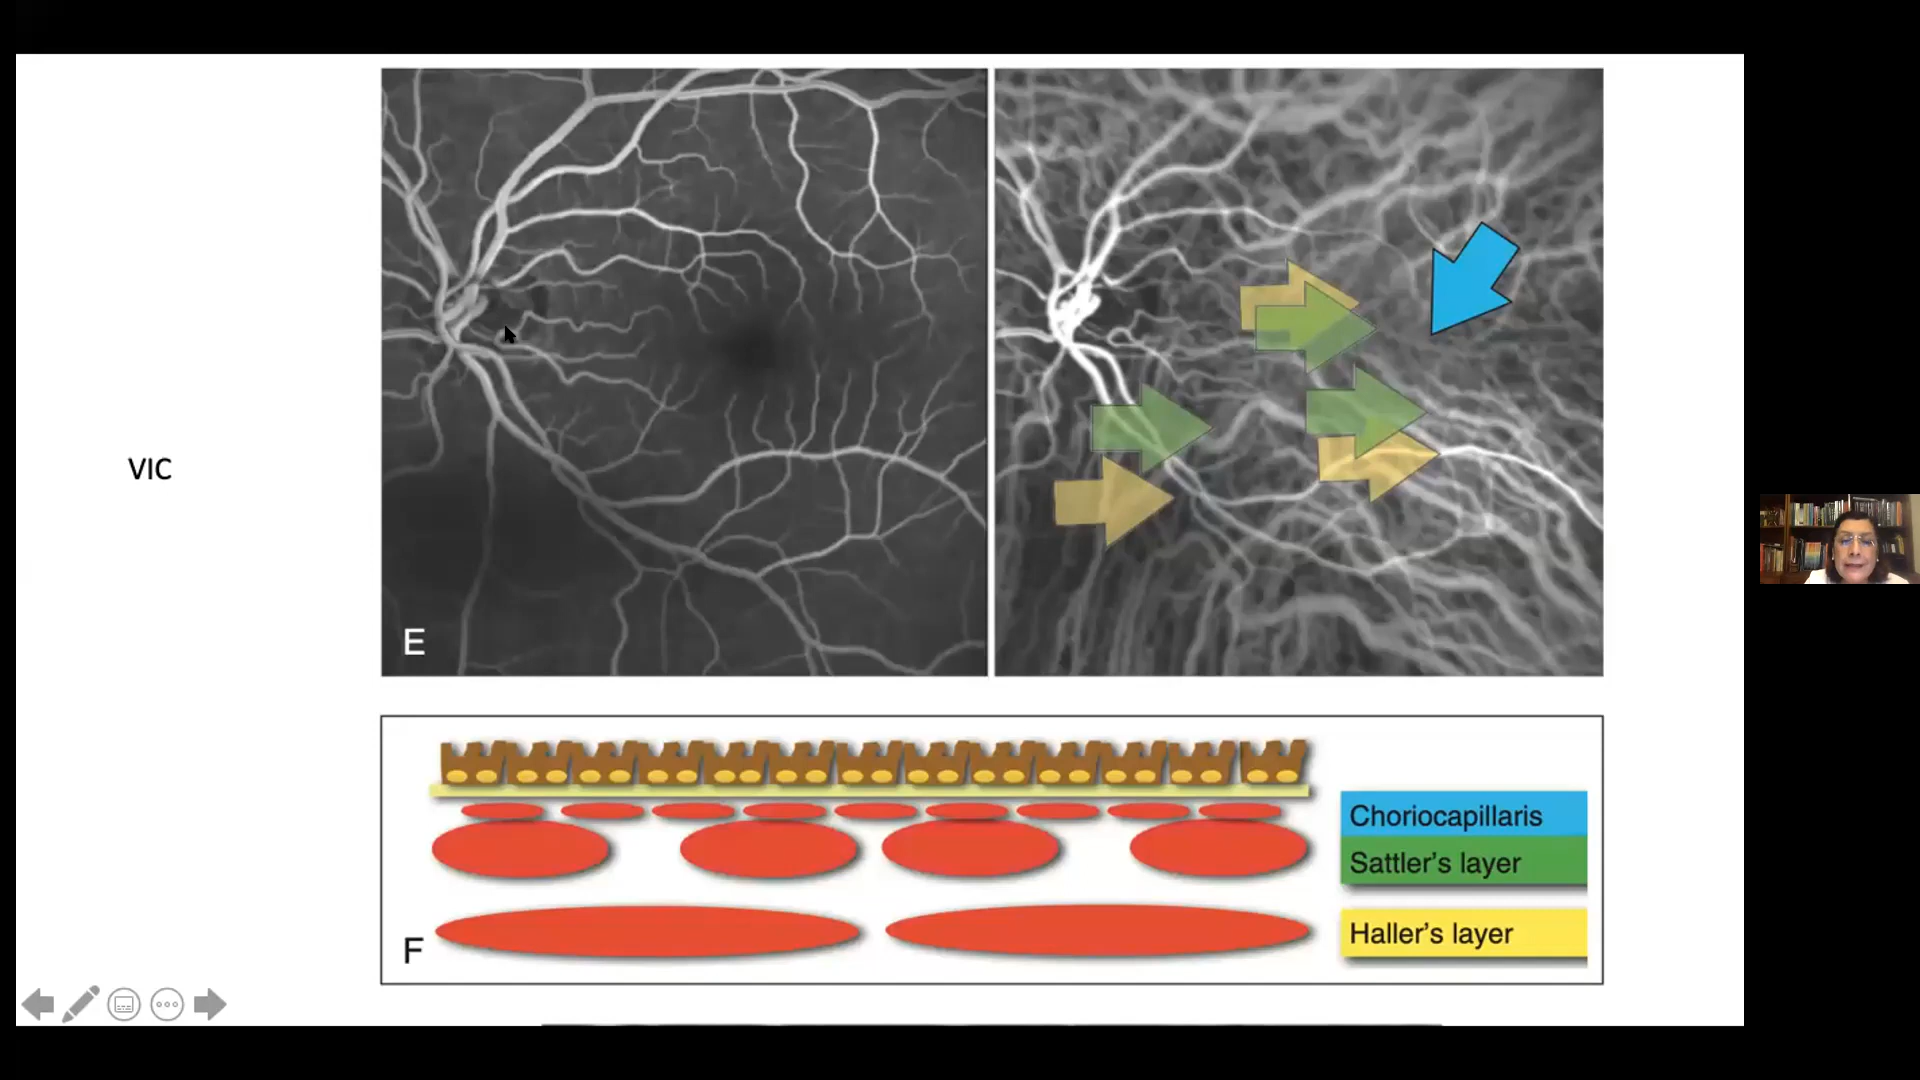 VIC
E
Choriocapillaris
Sattler's layer
Haller's layer
F